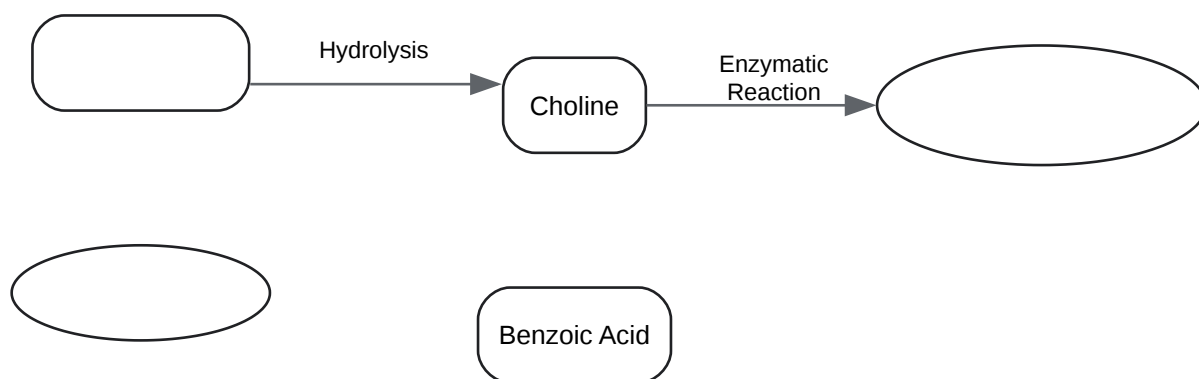 Hydrolysis
Choline
Enzymatic
Reaction
Benzoic Acid